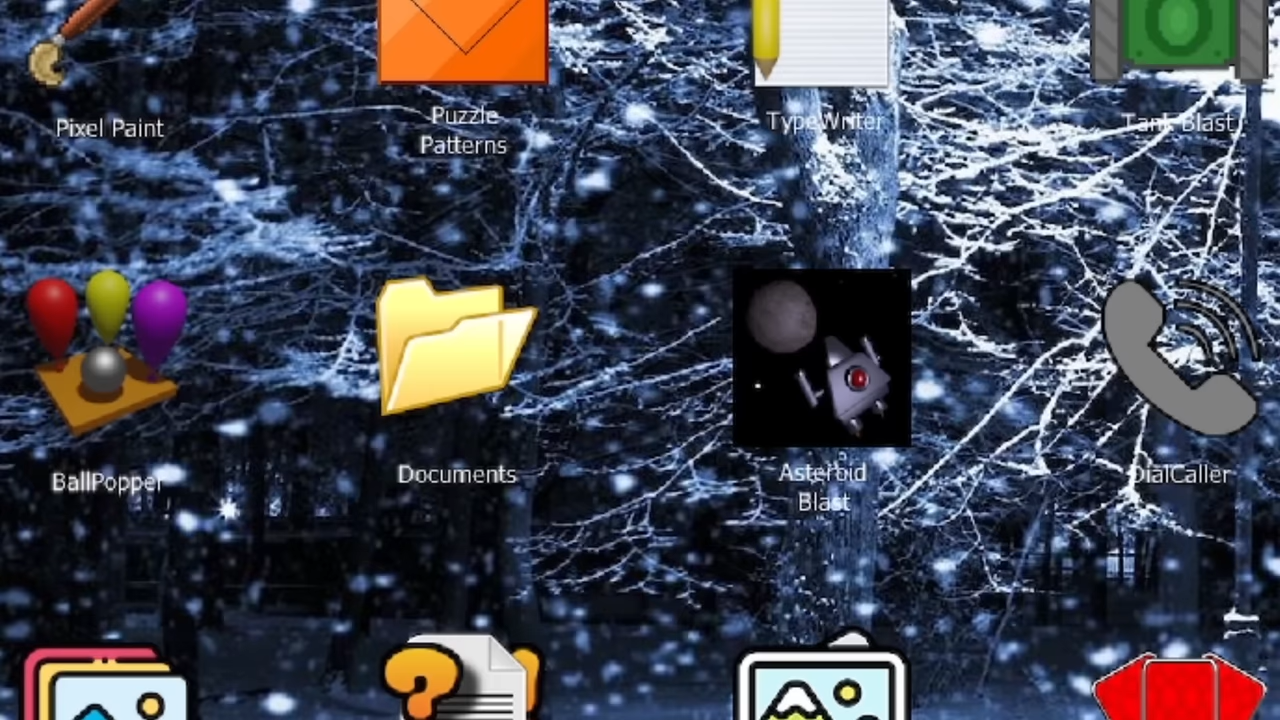 Pixel Paint
Puzzle
Patterns
TypeWriter
Tank Blast
BallPopper
Documents
Asteroid
Blast
DialCaller